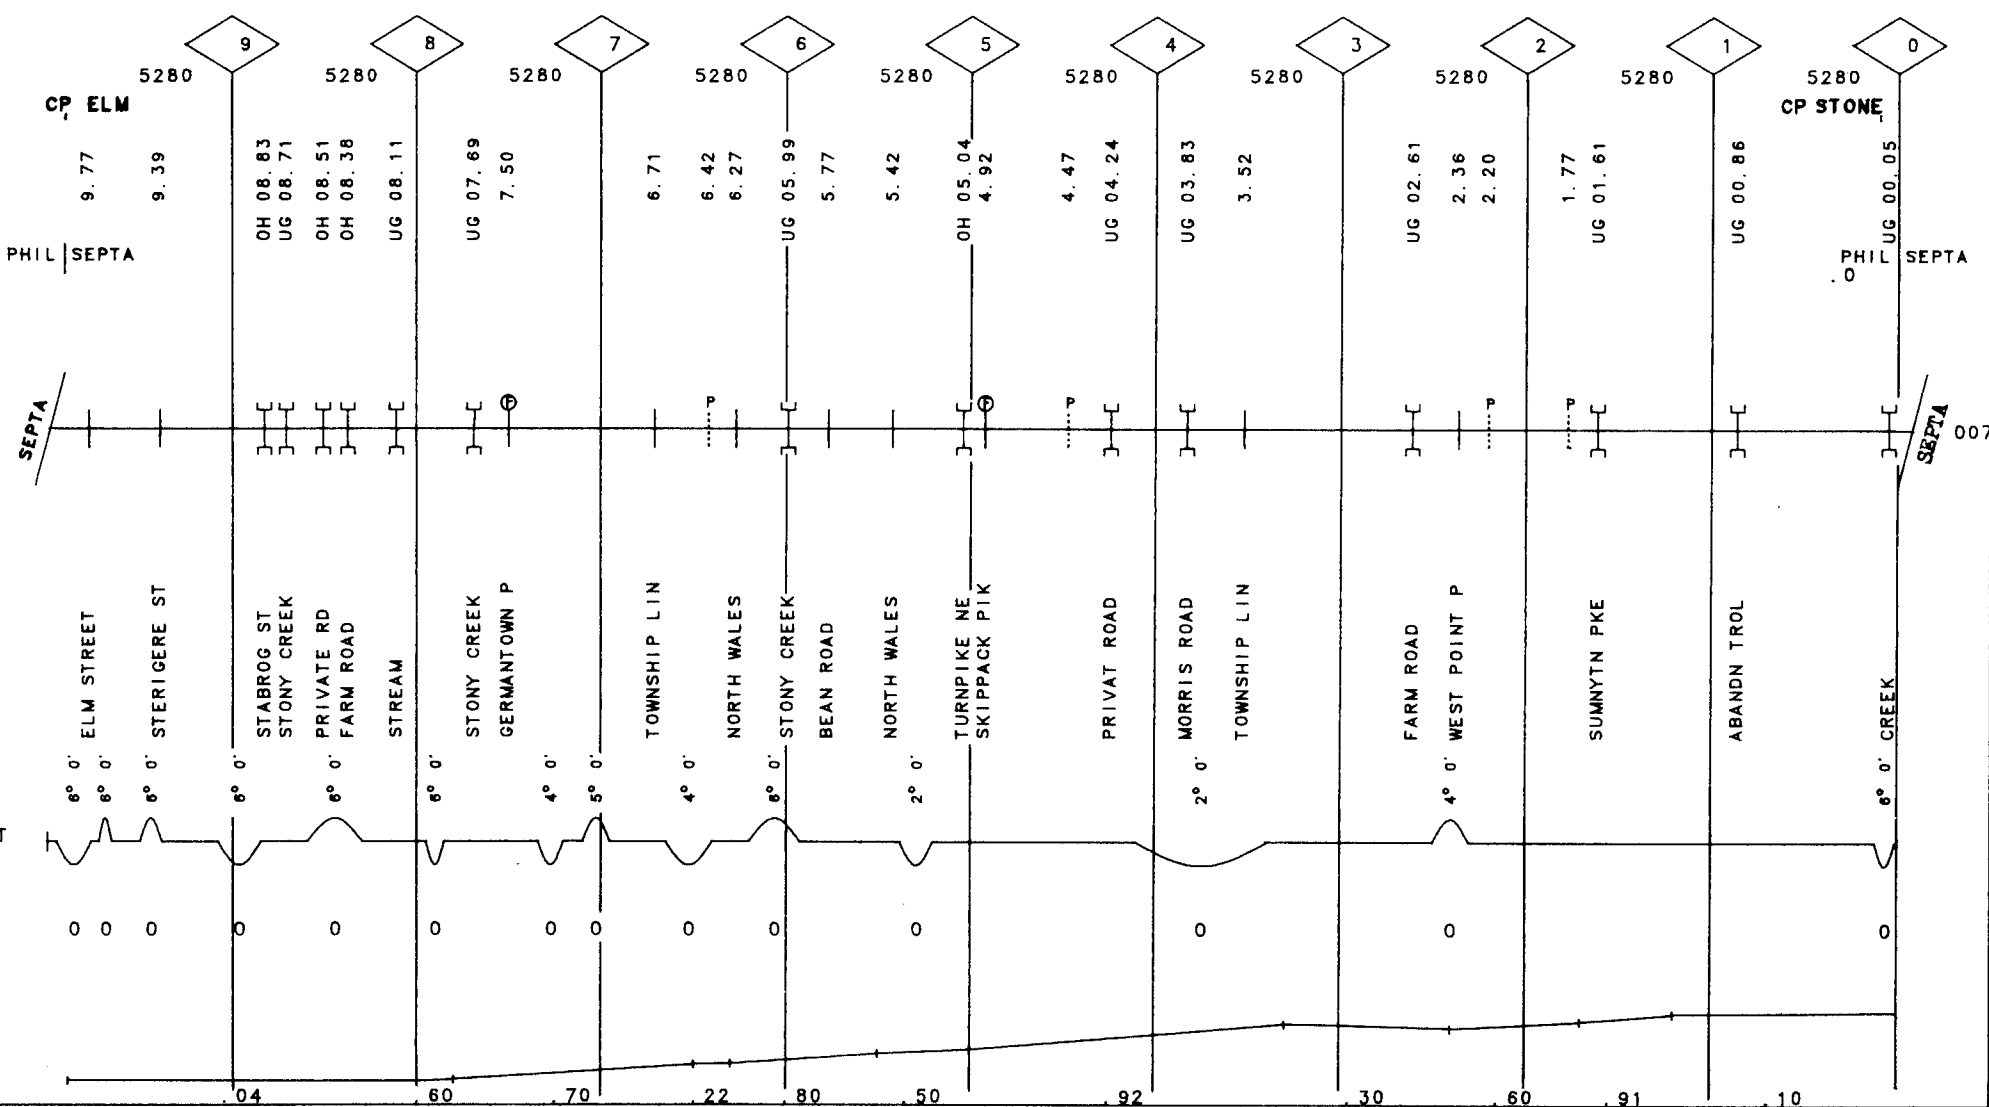 9 8 7 6 5 4 3 2 1 0
5280 5280 5280 5280 5280 5280 5280 5280 5280 5280
CP ELM
CP STONE
9.77
9.39
OH 08.83
UG 08.71
OH 08.51
OH 08.38
UG 08.11
UG 07.69
7.50
6.71
6.42
6.27
UG 05.99
5.77
5.42
OH 05.04
4.92
4.47
UG 04.24
UG 03.83
3.52
UG 02.61
2.36
2.20
1.77
UG 01.61
UG 00.86
UG 00.05
PHIL SEPTA
PHIL SEPTA
.0
SEPTA
F P F P P P
SEPTA
007
ELM STREET
STERIGERE ST
STABROG ST
STONY CREEK
PRIVATE RD
FARM ROAD
STREAM
STONY CREEK
GERMANTOWN P
TOWNSHIP LIN
NORTH WALES
STONY CREEK
BEAN ROAD
NORTH WALES
TURNPIKE NE
SKIPPACK PIK
PRIVAT ROAD
MORRIS ROAD
TOWNSHIP LIN
FARM ROAD
WEST POINT P
SUMNYTN PKE
ABANDN TROL
CREEK
6° 0' 6° 0' 6° 0' 6° 0' 6° 0' 6° 0' 4° 0' 5° 0' 4° 0' 6° 0' 2° 0' 2° 0' 4° 0' 6° 0'
T
0 0 0 0 0 0 0 0 0 0 0 0 0 0
.04 .60 .70 .22 .80 .50 .92 .30 .60 .91 .10